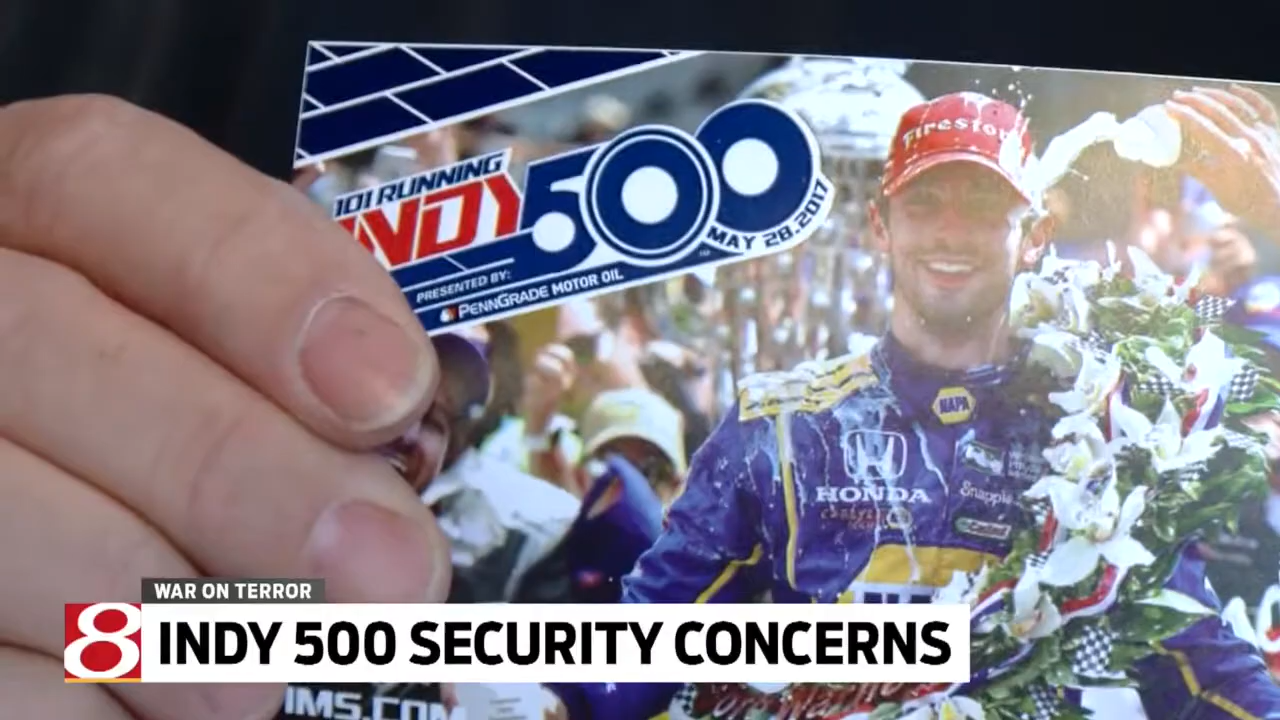 101 RUNNING
INDY 500
MAY 28.2017
PRESENTED BY:
PENNGRADE MOTOR OIL
Firestone
NAPA
HONDA
Snapple
Castrol
WAR ON TERROR
8 INDY 500 SECURITY CONCERNS
IMS.COM